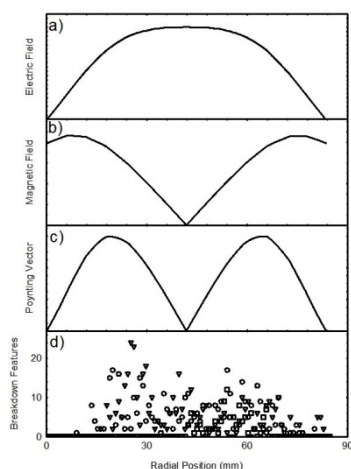 a)
Electric Field
b)
Magnetic Field
c)
Poynting Vector
d)
Breakdown Features
20
10
0
0
30
60
90
Radial Position (mm)